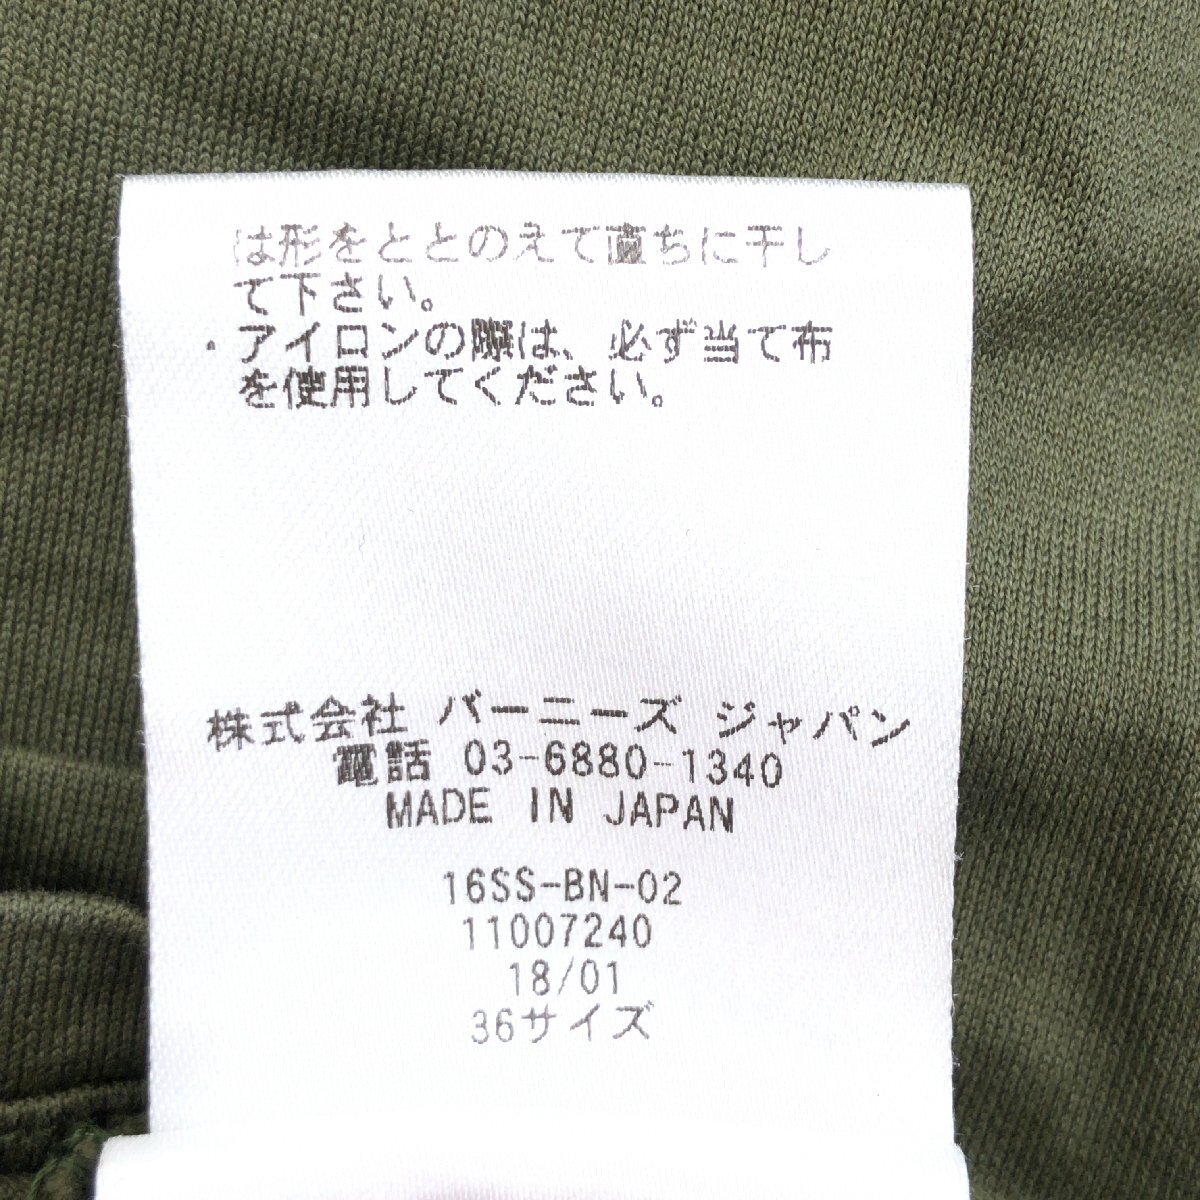 は形をととのえて直ちに干し
て下さい。
・アイロンの際は、必ず当て布
を使用してください。
株式会社 バーニーズ ジャパン
電話 03-6880-1340
MADE IN JAPAN
16SS-BN-02
11007240
18/01
36サイズ